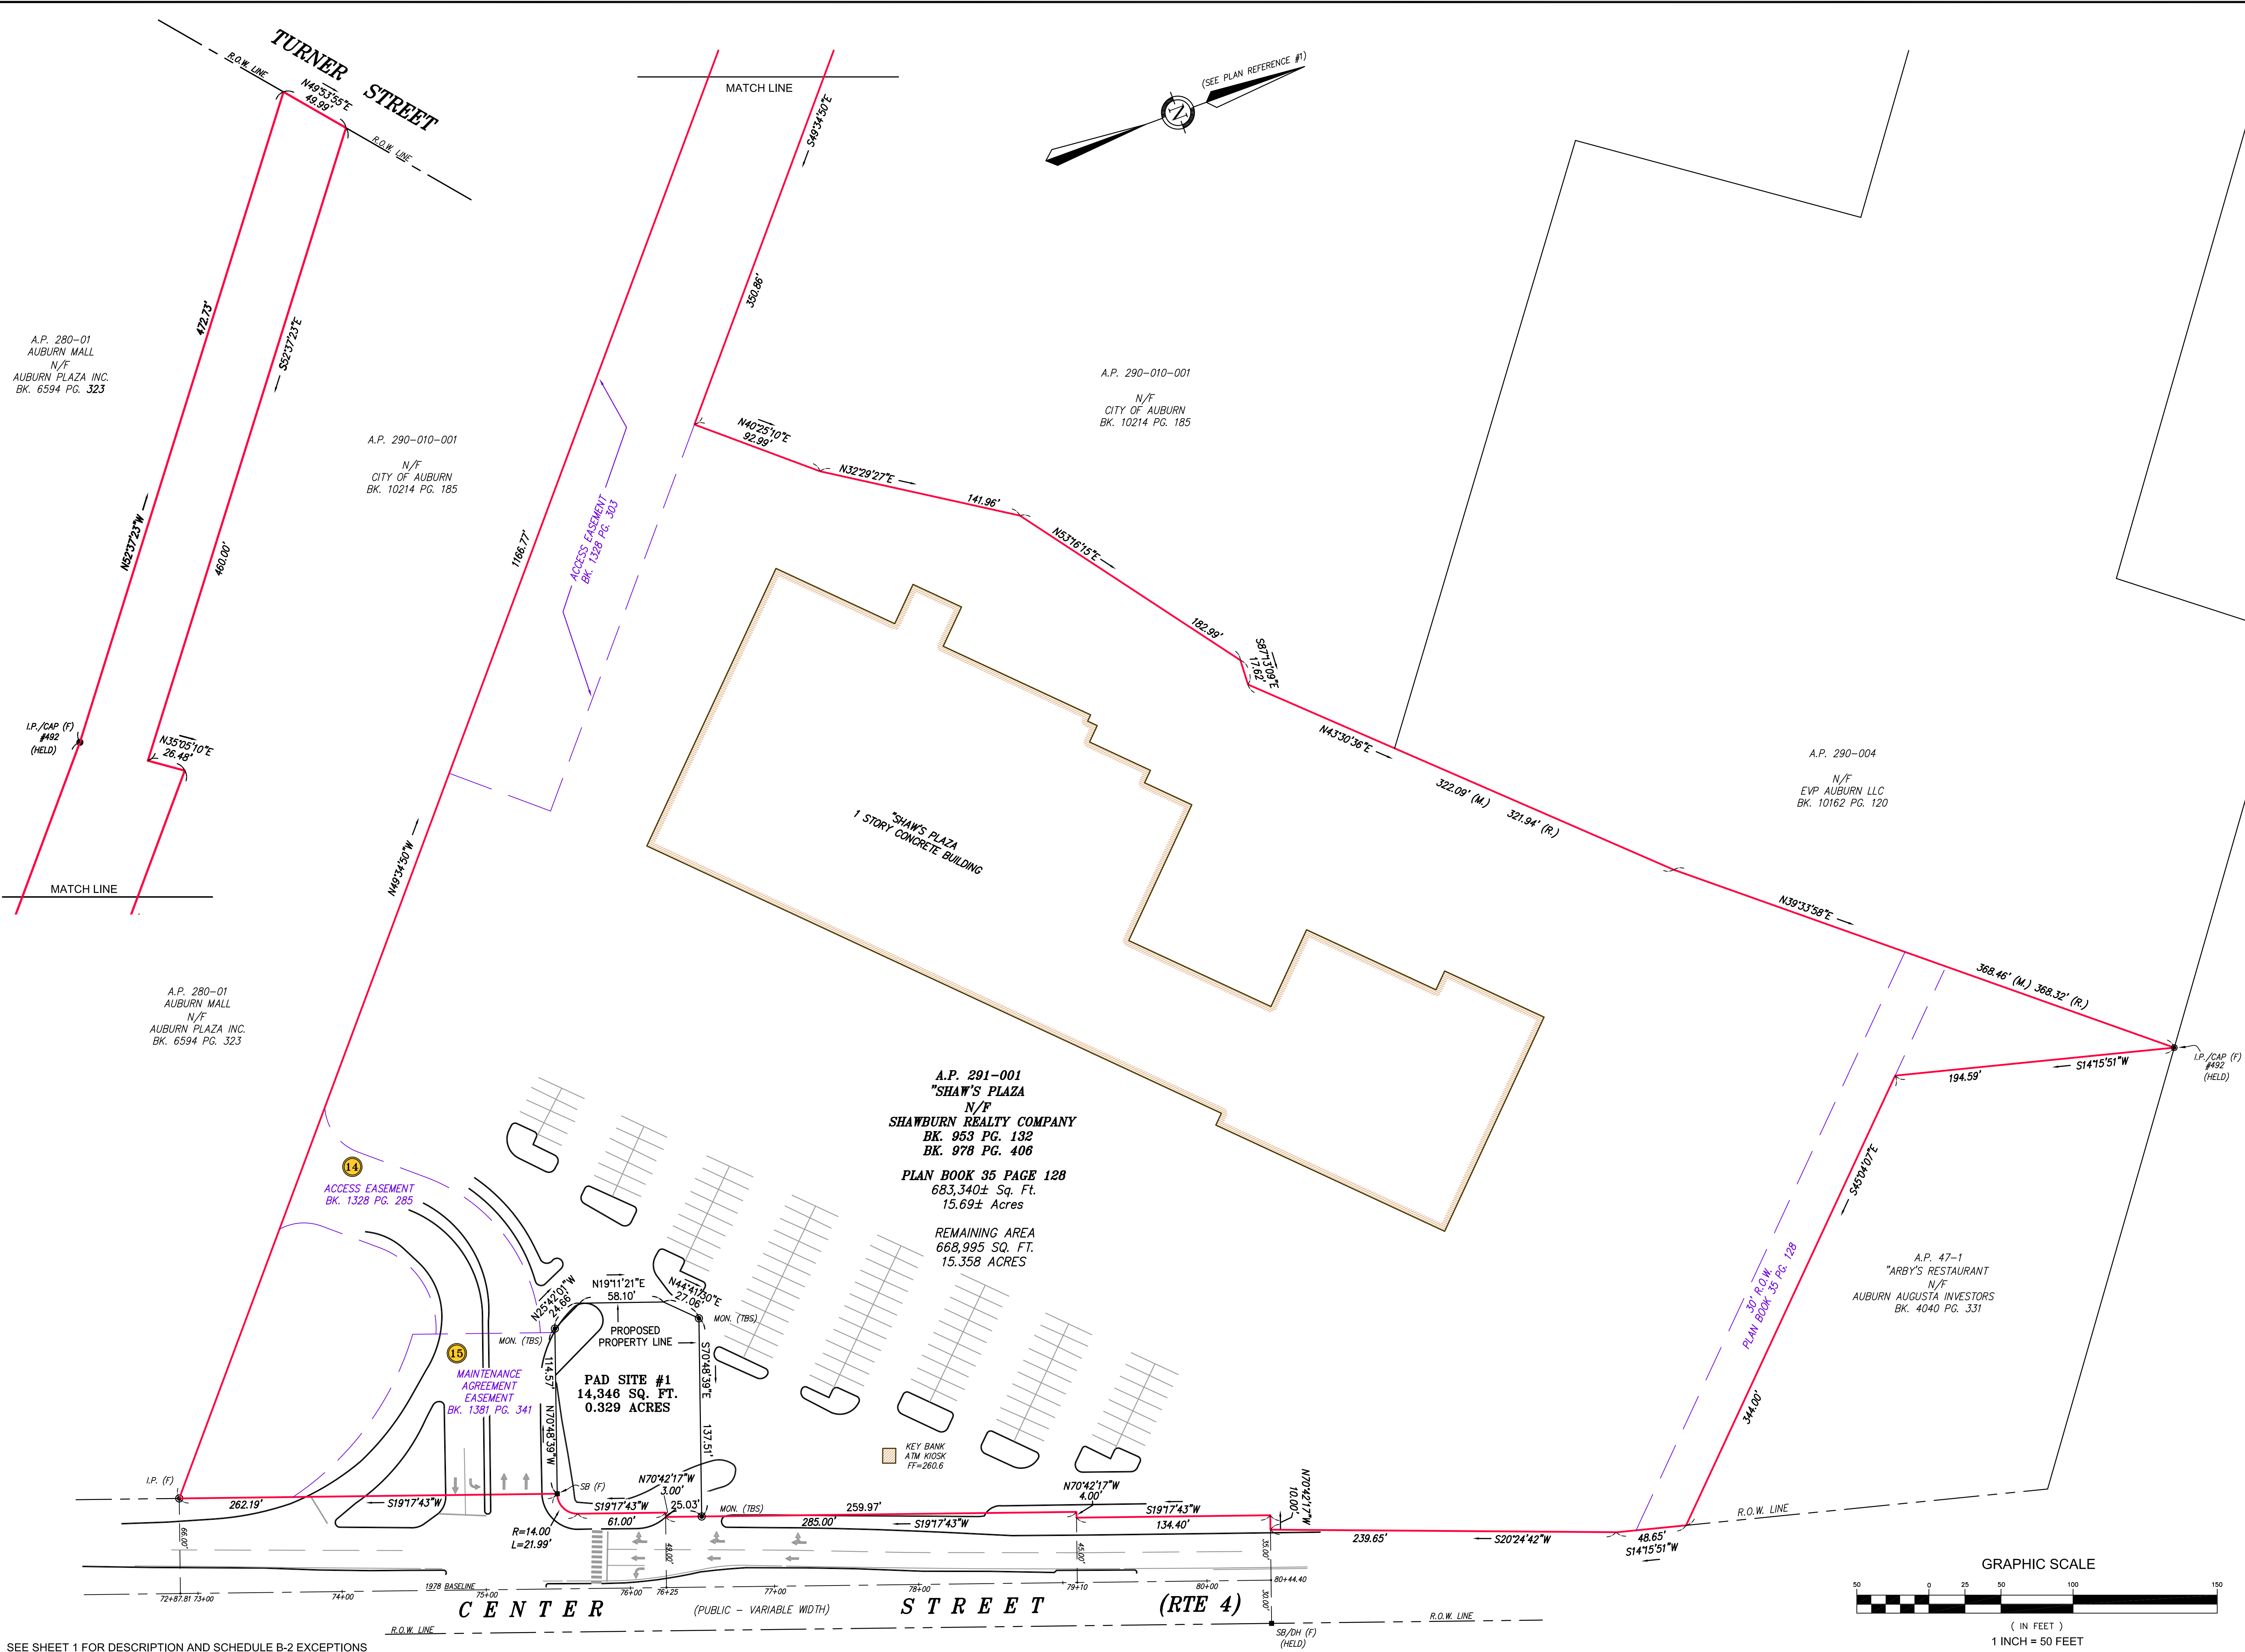 TURNER STREET
R.O.W. LINE
N49°53'55"E
49.99'
R.O.W. LINE
MATCH LINE
S49°34'50"E
(SEE PLAN REFERENCE #1)
N
472.73'
S52°37'23"E
350.86'
A.P. 280-01
AUBURN MALL
N/F
AUBURN PLAZA INC.
BK. 6594 PG. 323
A.P. 290-010-001
N/F
CITY OF AUBURN
BK. 10214 PG. 185
A.P. 290-010-001
N/F
CITY OF AUBURN
BK. 10214 PG. 185
N40°25'10"E
92.99'
N32°29'27"E
141.96'
N53°16'15"E
182.99'
S87°13'09"E
17.62'
N52°37'23"W
460.00'
1166.77'
ACCESS EASEMENT
BK. 1328 PG. 303
I.P./CAP (F)
#492
(HELD)
N35°05'10"E
26.48'
N43°30'36"E
322.09' (M.)
321.94' (R.)
A.P. 290-004
N/F
EVP AUBURN LLC
BK. 10162 PG. 120
"SHAW'S PLAZA
1 STORY CONCRETE BUILDING
N49°34'50"W
MATCH LINE
N39°33'58"E
368.46' (M.) 368.32' (R.)
A.P. 280-01
AUBURN MALL
N/F
AUBURN PLAZA INC.
BK. 6594 PG. 323
I.P./CAP (F)
#492
(HELD)
S14°15'51"W
194.59'
A.P. 291-001
"SHAW'S PLAZA
N/F
SHAWBURN REALTY COMPANY
BK. 953 PG. 132
BK. 978 PG. 406
PLAN BOOK 35 PAGE 128
683,340± Sq. Ft.
15.69± Acres
REMAINING AREA
668,995 SQ. FT.
15.358 ACRES
14
ACCESS EASEMENT
BK. 1328 PG. 285
S45°04'07"E
344.00'
30' R.O.W.
PLAN BOOK 35 PG. 128
A.P. 47-1
"ARBY'S RESTAURANT
N/F
AUBURN AUGUSTA INVESTORS
BK. 4040 PG. 331
N25°42'01"W
24.66'
N19°11'21"E
58.10'
N44°41'50"E
27.06'
MON. (TBS)
MON. (TBS)
PROPOSED
PROPERTY LINE
15
MAINTENANCE
AGREEMENT
EASEMENT
BK. 1381 PG. 341
114.57'
N70°48'39"W
PAD SITE #1
14,346 SQ. FT.
0.329 ACRES
S70°48'39"E
137.51'
KEY BANK
ATM KIOSK
FF=260.6
I.P. (F)
262.19'
S19°17'43"W
SB (F)
S19°17'43"W
61.00'
N70°42'17"W
3.00'
25.03'
MON. (TBS)
259.97'
285.00'
S19°17'43"W
N70°42'17"W
4.00'
S19°17'43"W
134.40'
N70°42'17"W
10.00'
239.65'
S20°24'42"W
48.65'
S14°15'51"W
R.O.W. LINE
R=14.00
L=21.99'
66.00'
49.00'
45.00'
35.00'
30.00'
72+87.81
73+00
74+00
1978 BASELINE
75+00
76+00
76+25
77+00
78+00
79+10
80+00
80+44.40
CENTER
(PUBLIC - VARIABLE WIDTH)
STREET
(RTE 4)
R.O.W. LINE
R.O.W. LINE
SB/DH (F)
(HELD)
GRAPHIC SCALE
50 0 25 50 100 150
( IN FEET )
1 INCH = 50 FEET
SEE SHEET 1 FOR DESCRIPTION AND SCHEDULE B-2 EXCEPTIONS